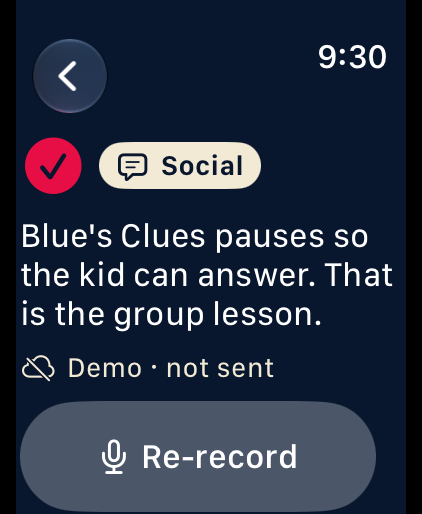 9:30
Social
Blue's Clues pauses so
the kid can answer. That
is the group lesson.
Demo · not sent
Re-record